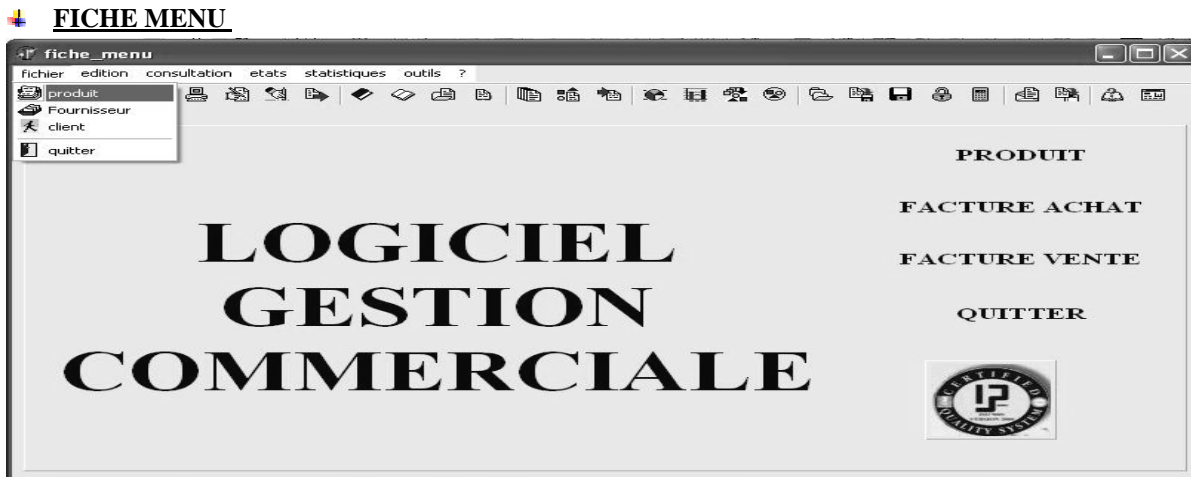 FICHE MENU
fiche_menu
fichier edition consultation etats statistiques outils ?
produit
Fournisseur
client
quitter
LOGICIEL
GESTION
COMMERCIALE
PRODUIT
FACTURE ACHAT
FACTURE VENTE
QUITTER
CERTIFIED
QUALITY SYSTEM